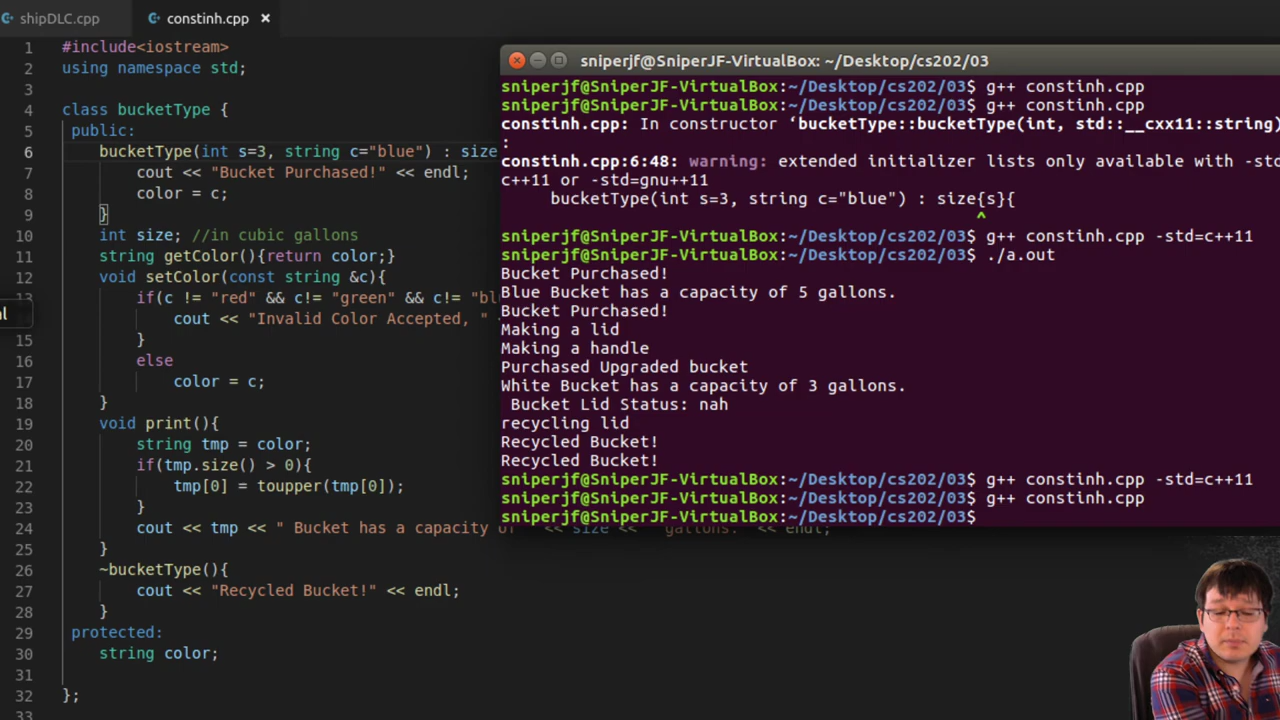 shipDLC.cpp
constinh.cpp ×
1 #include<iostream>
2 using namespace std;
3
4 class bucketType {
5 public:
6 bucketType(int s=3, string c="blue") : size
7 cout << "Bucket Purchased!" << endl;
8 color = c;
9 }
10 int size; //in cubic gallons
11 string getColor(){return color;}
12 void setColor(const string &c){
13 if(c != "red" && c!= "green" && c!= "bl
cout << "Invalid Color Accepted, "
15 }
16 else
17 color = c;
18 }
19 void print(){
20 string tmp = color;
21 if(tmp.size() > 0){
22 tmp[0] = toupper(tmp[0]);
23 }
24 cout << tmp << " Bucket has a capacity of " << size << " gallons." << endl;
25 }
26 ~bucketType(){
27 cout << "Recycled Bucket!" << endl;
28 }
29 protected:
30 string color;
31
32 };
33
al
sniperjf@SniperJF-VirtualBox: ~/Desktop/cs202/03
sniperjf@SniperJF-VirtualBox:~/Desktop/cs202/03$ g++ constinh.cpp
sniperjf@SniperJF-VirtualBox:~/Desktop/cs202/03$ g++ constinh.cpp
constinh.cpp: In constructor ‘bucketType::bucketType(int, std::__cxx11::string)
:
constinh.cpp:6:48: warning: extended initializer lists only available with -std
c++11 or -std=gnu++11
bucketType(int s=3, string c="blue") : size{s}{
^
sniperjf@SniperJF-VirtualBox:~/Desktop/cs202/03$ g++ constinh.cpp -std=c++11
sniperjf@SniperJF-VirtualBox:~/Desktop/cs202/03$ ./a.out
Bucket Purchased!
Blue Bucket has a capacity of 5 gallons.
Bucket Purchased!
Making a lid
Making a handle
Purchased Upgraded bucket
White Bucket has a capacity of 3 gallons.
Bucket Lid Status: nah
recycling lid
Recycled Bucket!
Recycled Bucket!
sniperjf@SniperJF-VirtualBox:~/Desktop/cs202/03$ g++ constinh.cpp -std=c++11
sniperjf@SniperJF-VirtualBox:~/Desktop/cs202/03$ g++ constinh.cpp
sniperjf@SniperJF-VirtualBox:~/Desktop/cs202/03$